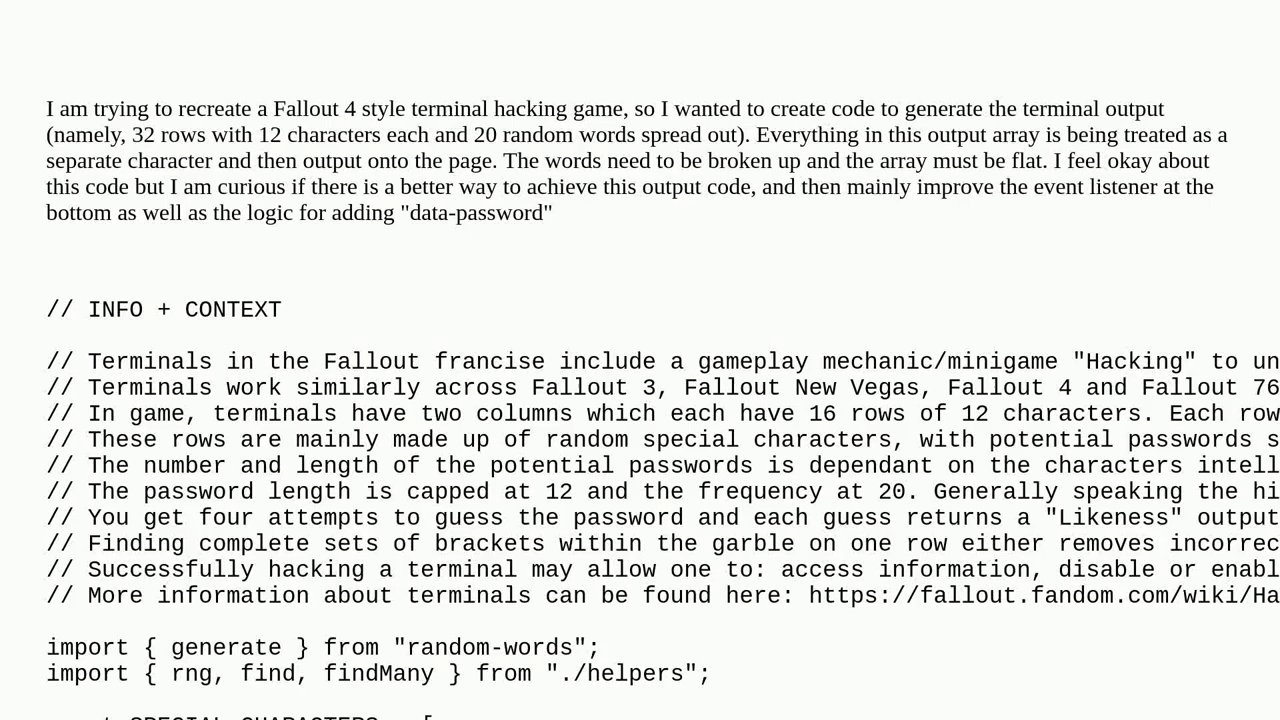 I am trying to recreate a Fallout 4 style terminal hacking game, so I wanted to create code to generate the terminal output
(namely, 32 rows with 12 characters each and 20 random words spread out). Everything in this output array is being treated as a
separate character and then output onto the page. The words need to be broken up and the array must be flat. I feel okay about
this code but I am curious if there is a better way to achieve this output code, and then mainly improve the event listener at the
bottom as well as the logic for adding "data-password"
// INFO + CONTEXT
// Terminals in the Fallout francise include a gameplay mechanic/minigame "Hacking" to un
// Terminals work similarly across Fallout 3, Fallout New Vegas, Fallout 4 and Fallout 76
// In game, terminals have two columns which each have 16 rows of 12 characters. Each row
// These rows are mainly made up of random special characters, with potential passwords s
// The number and length of the potential passwords is dependant on the characters intell
// The password length is capped at 12 and the frequency at 20. Generally speaking the hi
// You get four attempts to guess the password and each guess returns a "Likeness" output
// Finding complete sets of brackets within the garble on one row either removes incorrec
// Successfully hacking a terminal may allow one to: access information, disable or enabl
// More information about terminals can be found here: https://fallout.fandom.com/wiki/Ha
import { generate } from "random-words";
import { rng, find, findMany } from "./helpers";